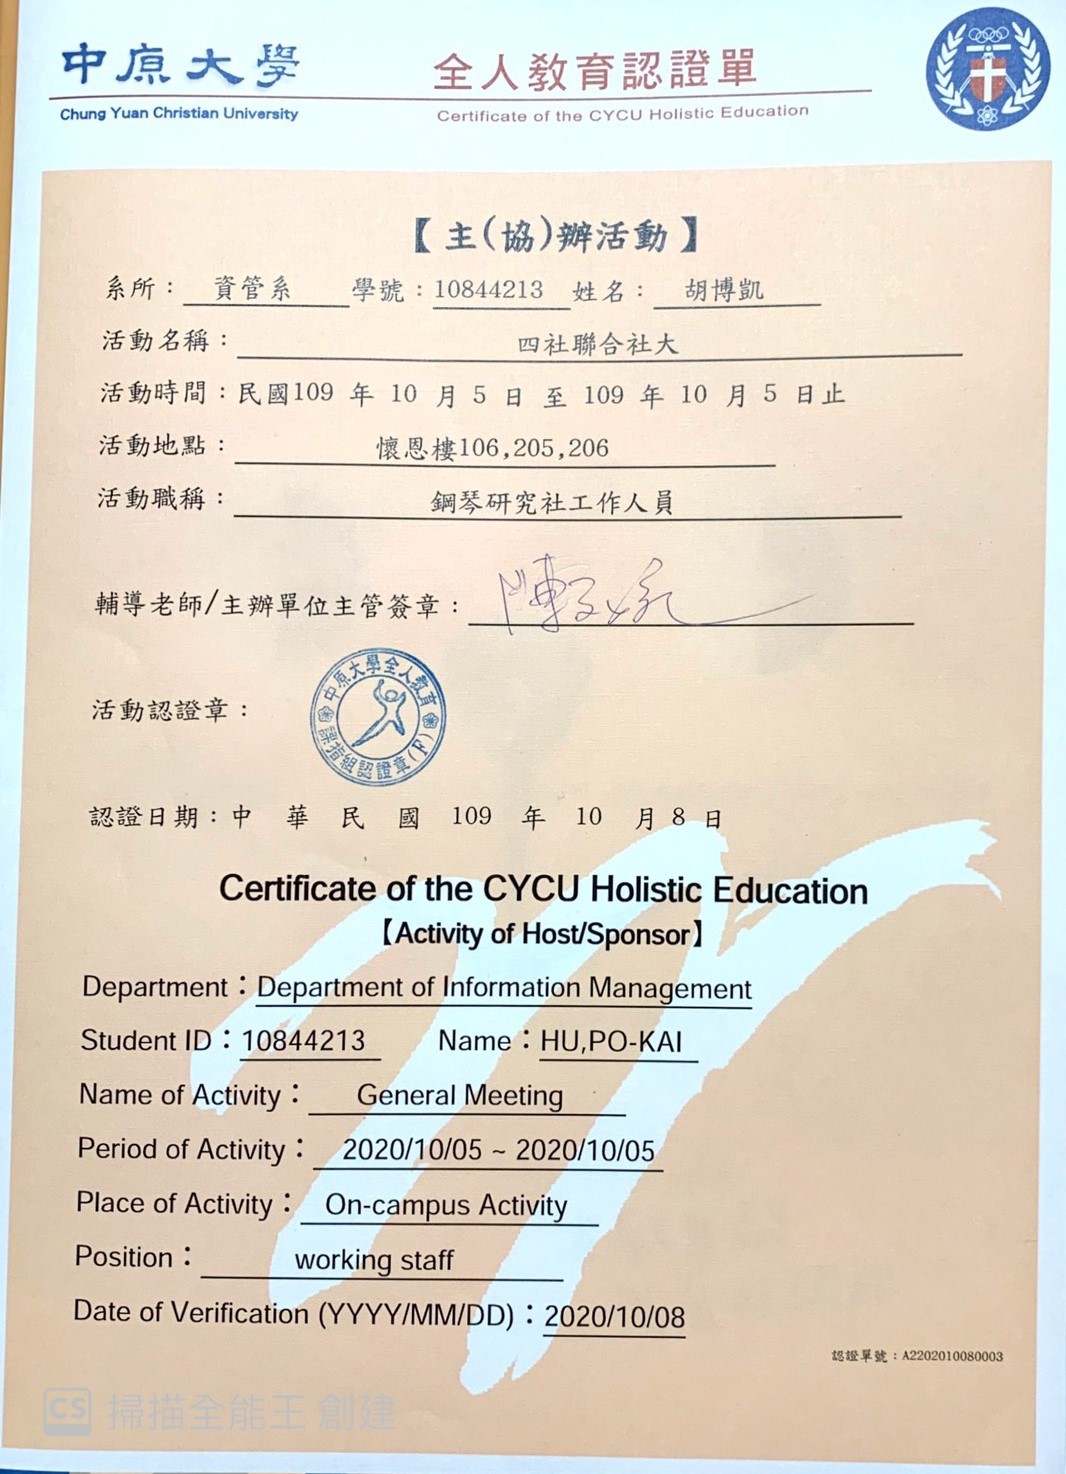 中原大學
Chung Yuan Christian University
全人教育認證單
Certificate of the CYCU Holistic Education
【主(協)辦活動】
系所：資管系 學號：10844213 姓名：胡博凱
活動名稱：四社聯合社大
活動時間：民國109 年 10 月 5 日 至 109 年 10 月 5 日止
活動地點：懷恩樓106,205,206
活動職稱：鋼琴研究社工作人員
輔導老師/主辦單位主管簽章：
中原大學全人教育
課指組認證章(F)
活動認證章：
認證日期：中 華 民 國 109 年 10 月 8 日
Certificate of the CYCU Holistic Education
【Activity of Host/Sponsor】
Department：Department of Information Management
Student ID：10844213 Name：HU,PO-KAI
Name of Activity：General Meeting
Period of Activity：2020/10/05 ~ 2020/10/05
Place of Activity：On-campus Activity
Position：working staff
Date of Verification (YYYY/MM/DD)：2020/10/08
認證單號：A2202010080003
CS 掃描全能王 創建